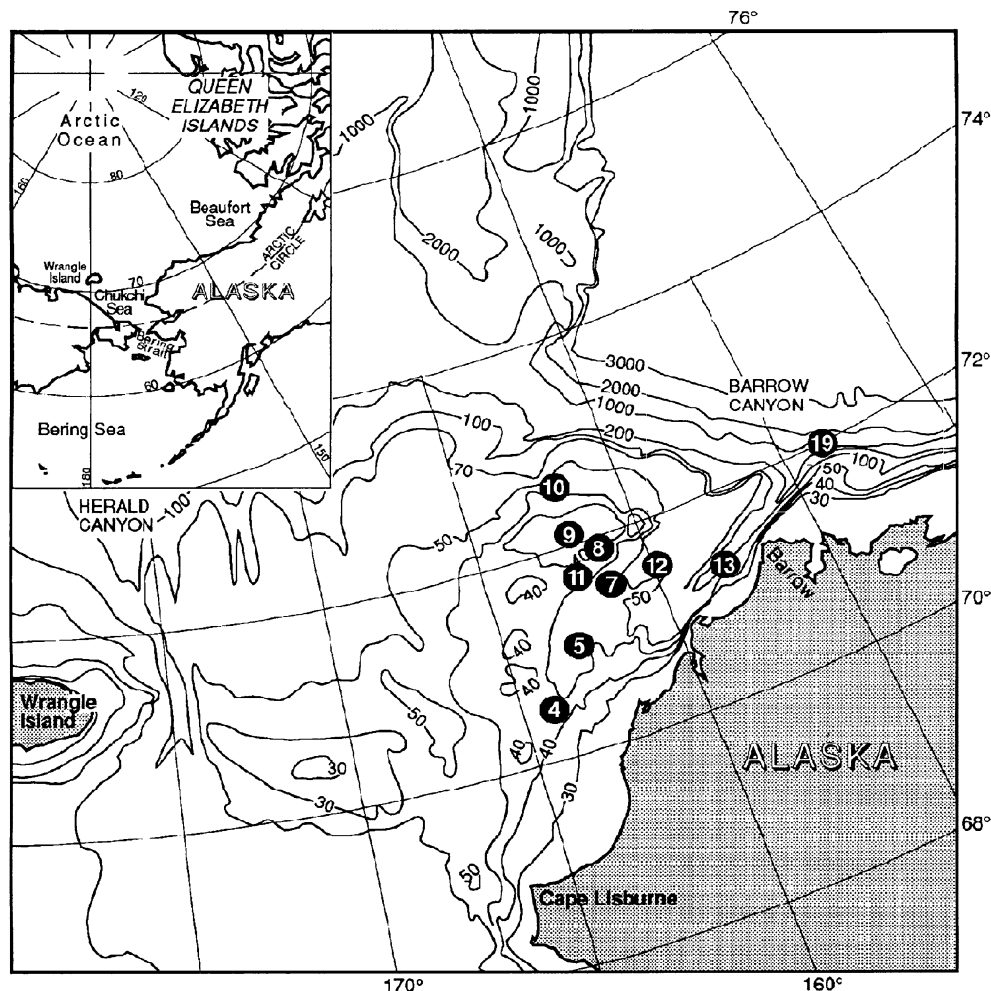 76°
74°
72°
70°
68°
170°
160°
QUEEN
ELIZABETH
ISLANDS
120
Arctic
Ocean
80
160
Beaufort
Sea
ARCTIC
CIRCLE
Wrangle
Island
70
Chukchi
Sea
ALASKA
Bering
Strait
60
Bering Sea
180
150
1000
1000
2000
1000
3000
2000
1000
200
BARROW
CANYON
100
70
50
19
50
100
40
30
HERALD
CANYON
100
10
9
8
11
7
12
13
Barrow
40
50
5
40
40
4
Wrangle
Island
50
40
40
30
30
30
ALASKA
50
Cape Lisburne